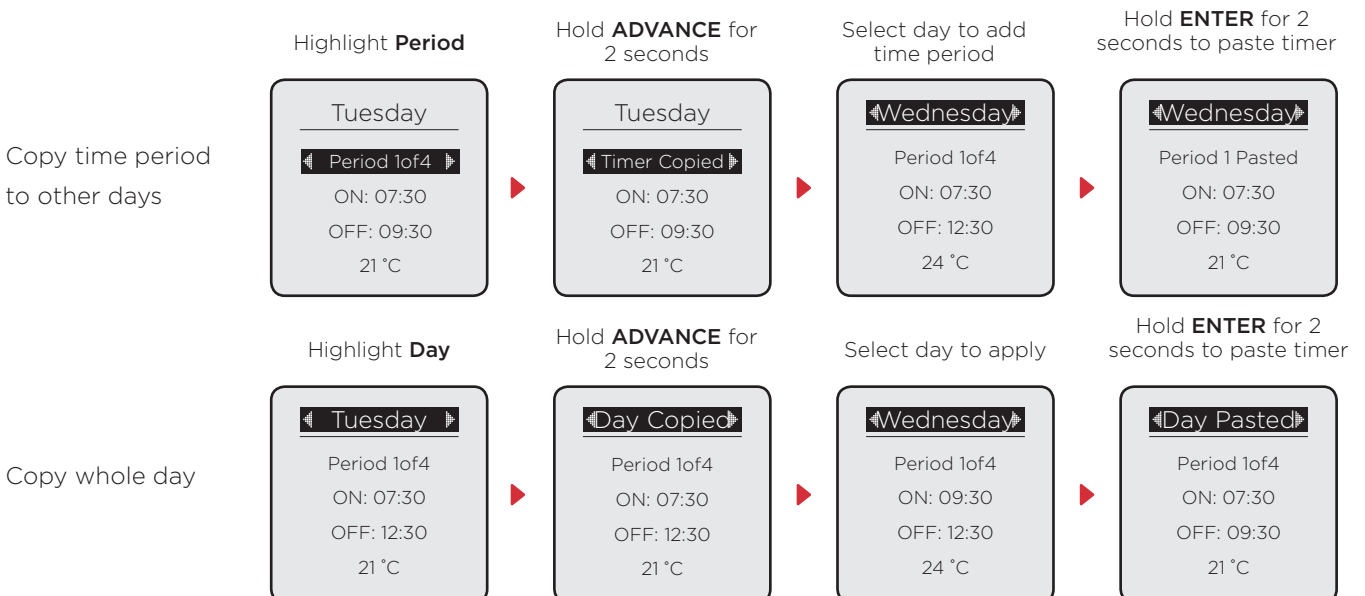 Highlight Period
Hold ADVANCE for
2 seconds
Select day to add
time period
Hold ENTER for 2
seconds to paste timer
Copy time period
to other days
Tuesday
Period 1of4
ON: 07:30
OFF: 09:30
21 °C
Tuesday
Timer Copied
ON: 07:30
OFF: 09:30
21 °C
Wednesday
Period 1of4
ON: 07:30
OFF: 12:30
24 °C
Wednesday
Period 1 Pasted
ON: 07:30
OFF: 09:30
21 °C
Highlight Day
Hold ADVANCE for
2 seconds
Select day to apply
Hold ENTER for 2
seconds to paste timer
Copy whole day
Tuesday
Period 1of4
ON: 07:30
OFF: 12:30
21 °C
Day Copied
Period 1of4
ON: 07:30
OFF: 12:30
21 °C
Wednesday
Period 1of4
ON: 09:30
OFF: 12:30
24 °C
Day Pasted
Period 1of4
ON: 07:30
OFF: 09:30
21 °C